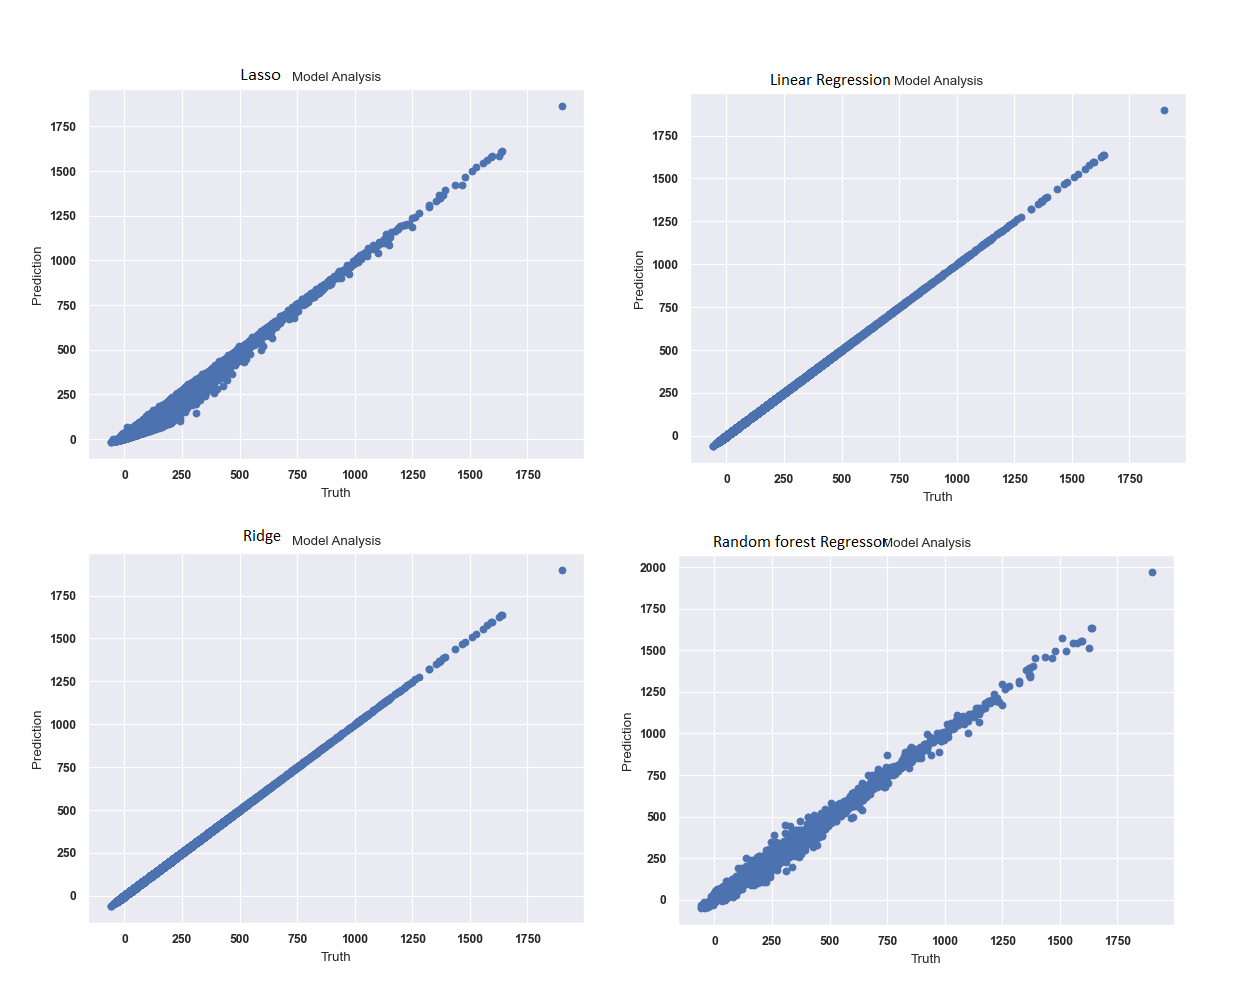 Lasso Model Analysis
1750
1500
1250
1000
750
500
250
0
Prediction
0 250 500 750 1000 1250 1500 1750
Truth
Linear Regression Model Analysis
1750
1500
1250
1000
750
500
250
0
Prediction
0 250 500 750 1000 1250 1500 1750
Truth
Ridge Model Analysis
1750
1500
1250
1000
750
500
250
0
Prediction
0 250 500 750 1000 1250 1500 1750
Truth
Random forest Regressor Model Analysis
2000
1750
1500
1250
1000
750
500
250
0
Prediction
0 250 500 750 1000 1250 1500 1750
Truth